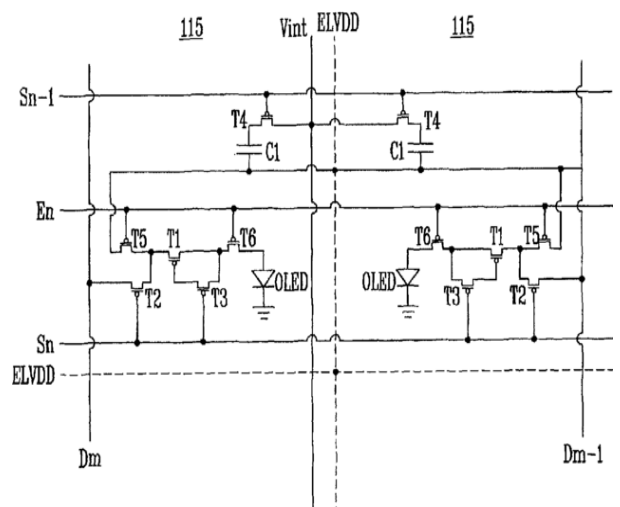 115 Vint ELVDD 115
Sn-1
T4 T4
C1 C1
En
T5 T1 T6 T6 T1 T5
OLED OLED
T2 T3 T3 T2
Sn
ELVDD
Dm Dm-1